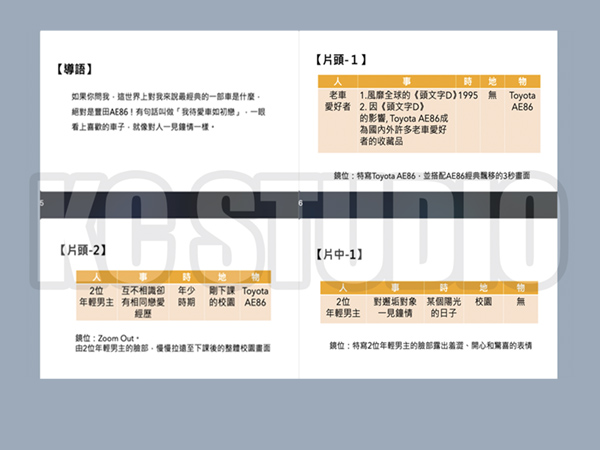 【導語】
如果你問我，這世界上對我來說最經典的一部車是什麼，
絕對是豐田AE86！有句話叫做「我待愛車如初戀」，一眼
看上喜歡的車子，就像對人一見鐘情一樣。
【片頭-1】
人 事 時 地 物
老車 1.風靡全球的《頭文字D》 1995 無 Toyota
愛好者 2. 因《頭文字D》 AE86
的影響, Toyota AE86成
為國內外許多老車愛好
者的收藏品
鏡位：特寫Toyota AE86，並搭配AE86經典飄移的3秒畫面
5
6
KC STUDIO
【片頭-2】
人 事 時 地 物
2位 互不相識卻 年少 剛下課 Toyota
年輕男主 有相同戀愛 時期 的校園 AE86
經歷
鏡位：Zoom Out，
由2位年輕男主的臉部，慢慢拉遠至下課後的整體校園畫面
【片中-1】
人 事 時 地 物
2位 對邂逅對象 某個陽光 校園 無
年輕男主 一見鐘情 的日子
鏡位：特寫2位年輕男主的臉部露出羞澀、開心和驚喜的表情